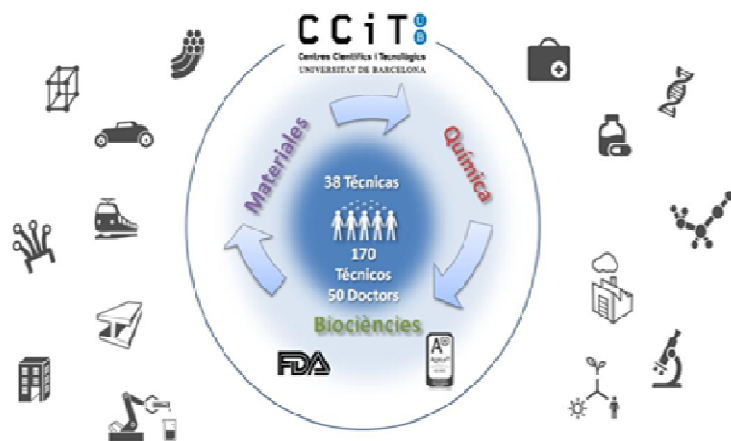 CCiT UB
Centres Científics i Tecnològics
UNIVERSITAT DE BARCELONA
Materiales
Química
38 Técnicas
170
Técnicos
50 Doctors
Biociències
FDA